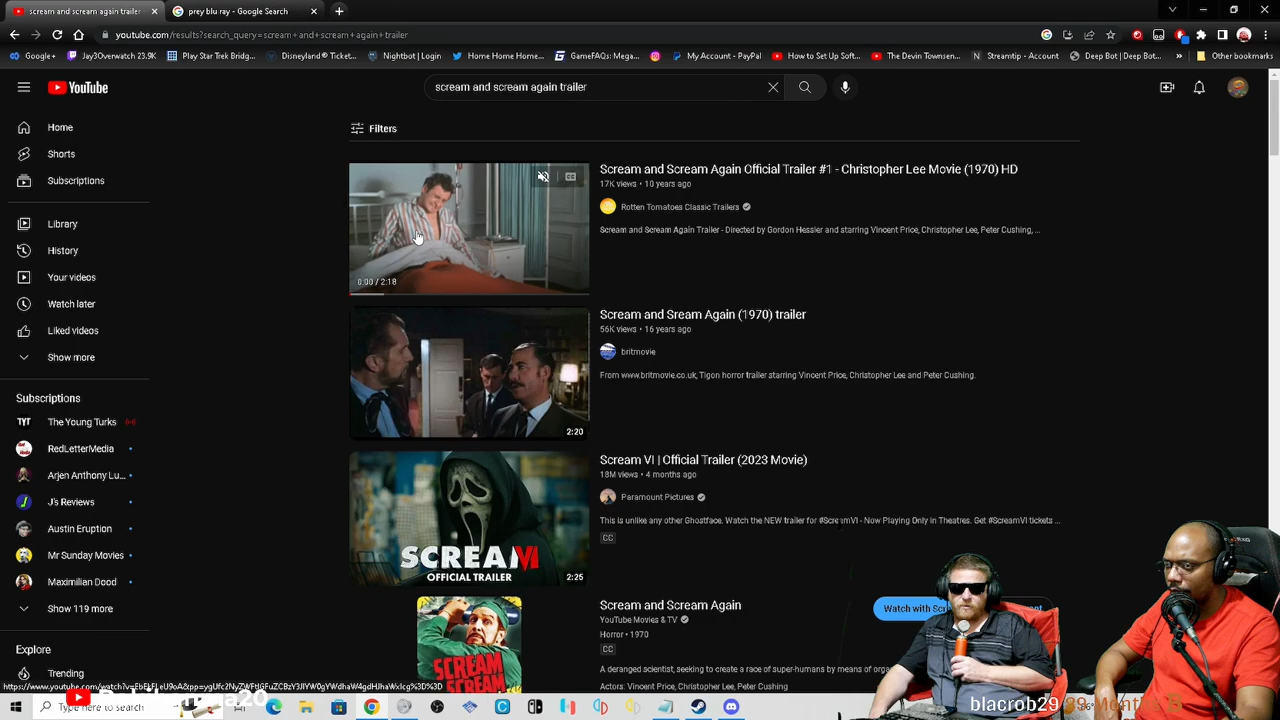 scream and scream again trailer
prey blu ray - Google Search
youtube.com/results?search_query=scream+and+scream+again+trailer
Google+
Jay3Overwatch 23.9K
Play Star Trek Bridg...
Disneyland® Ticket...
Nightbot | Login
Home Home Home...
GameFAQs: Mega...
My Account - PayPal
How to Set Up Soft...
The Devin Townsen...
Streamtip - Account
Deep Bot | Deep Bot...
Other bookmarks
YouTube
scream and scream again trailer
Home
Shorts
Subscriptions
Library
History
Your videos
Watch later
Liked videos
Show more
Subscriptions
The Young Turks
RedLetterMedia
Arjen Anthony Lu...
J's Reviews
Austin Eruption
Mr Sunday Movies
Maximilian Dood
Show 119 more
Explore
Trending
Filters
0:00 / 2:18
Scream and Scream Again Official Trailer #1 - Christopher Lee Movie (1970) HD
17K views • 10 years ago
Rotten Tomatoes Classic Trailers
Scream and Scream Again Trailer - Directed by Gordon Hessler and starring Vincent Price, Christopher Lee, Peter Cushing, ...
2:20
Scream and Sream Again (1970) trailer
56K views • 16 years ago
britmovie
From www.britmovie.co.uk, Tigon horror trailer starring Vincent Price, Christopher Lee and Peter Cushing.
SCREAM VI
OFFICIAL TRAILER
2:25
Scream VI | Official Trailer (2023 Movie)
18M views • 4 months ago
Paramount Pictures
This is unlike any other Ghostface. Watch the NEW trailer for #ScreamVI - Now Playing Only in Theatres. Get #ScreamVI tickets ...
CC
SCREAM
Scream and Scream Again
YouTube Movies & TV
Horror • 1970
CC
Watch with
A deranged scientist, seeking to create a race of super-humans by means of
Actors: Vincent Price, Christopher Lee, Peter Cushing
Type here to search
blacrob29
Months